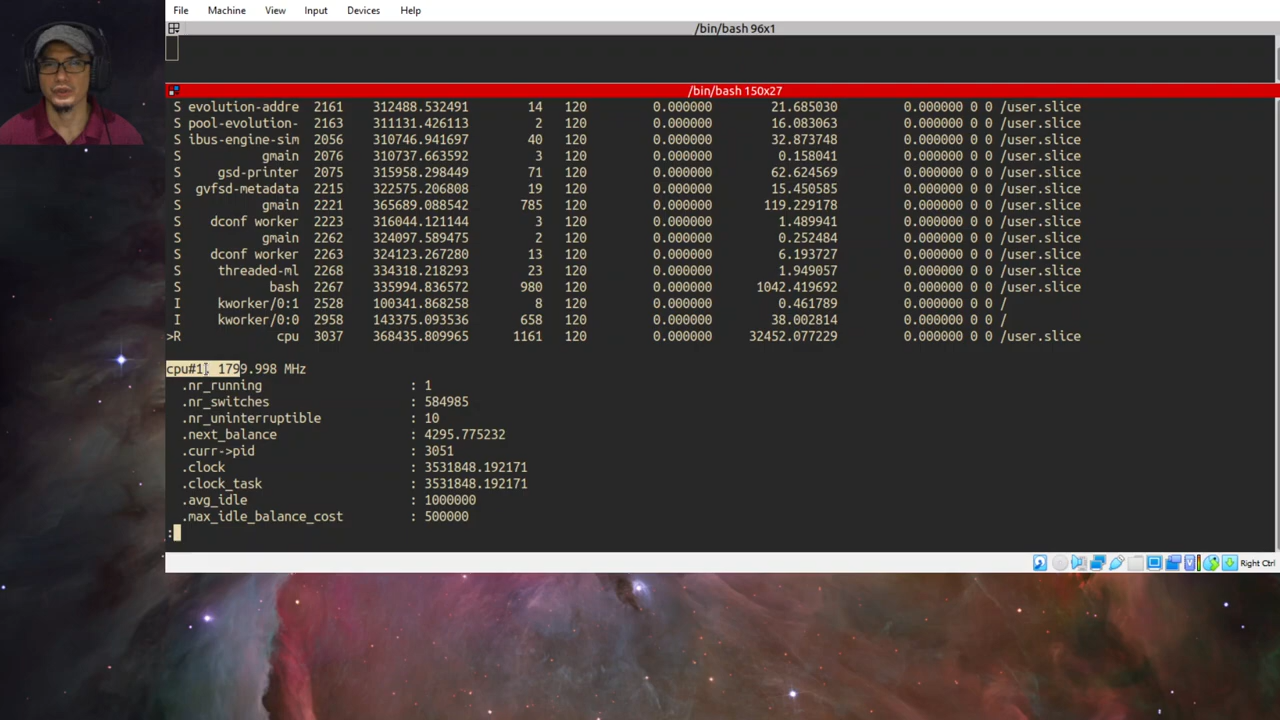 File Machine View Input Devices Help
/bin/bash 96x1
/bin/bash 150x27
S evolution-addre 2161 312488.532491 14 120 0.000000 21.685030 0.000000 0 0 /user.slice
S pool-evolution- 2163 311131.426113 2 120 0.000000 16.083063 0.000000 0 0 /user.slice
S ibus-engine-sim 2056 310746.941697 40 120 0.000000 32.873748 0.000000 0 0 /user.slice
S gmain 2076 310737.663592 3 120 0.000000 0.158041 0.000000 0 0 /user.slice
S gsd-printer 2075 315958.298449 71 120 0.000000 62.624569 0.000000 0 0 /user.slice
S gvfsd-metadata 2215 322575.206808 19 120 0.000000 15.450585 0.000000 0 0 /user.slice
S gmain 2221 365689.088542 785 120 0.000000 119.229178 0.000000 0 0 /user.slice
S dconf worker 2223 316044.121144 3 120 0.000000 1.489941 0.000000 0 0 /user.slice
S gmain 2262 324097.589475 2 120 0.000000 0.252484 0.000000 0 0 /user.slice
S dconf worker 2263 324123.267280 13 120 0.000000 6.193727 0.000000 0 0 /user.slice
S threaded-ml 2268 334318.218293 23 120 0.000000 1.949057 0.000000 0 0 /user.slice
S bash 2267 335994.836572 980 120 0.000000 1042.419692 0.000000 0 0 /user.slice
I kworker/0:1 2528 100341.868258 8 120 0.000000 0.461789 0.000000 0 0 /
I kworker/0:0 2958 143375.093536 658 120 0.000000 38.002814 0.000000 0 0 /
>R cpu 3037 368435.809965 1161 120 0.000000 32452.077229 0.000000 0 0 /user.slice
cpu#1, 1799.998 MHz
.nr_running : 1
.nr_switches : 584985
.nr_uninterruptible : 10
.next_balance : 4295.775232
.curr->pid : 3051
.clock : 3531848.192171
.clock_task : 3531848.192171
.avg_idle : 1000000
.max_idle_balance_cost : 500000
:
Right Ctrl